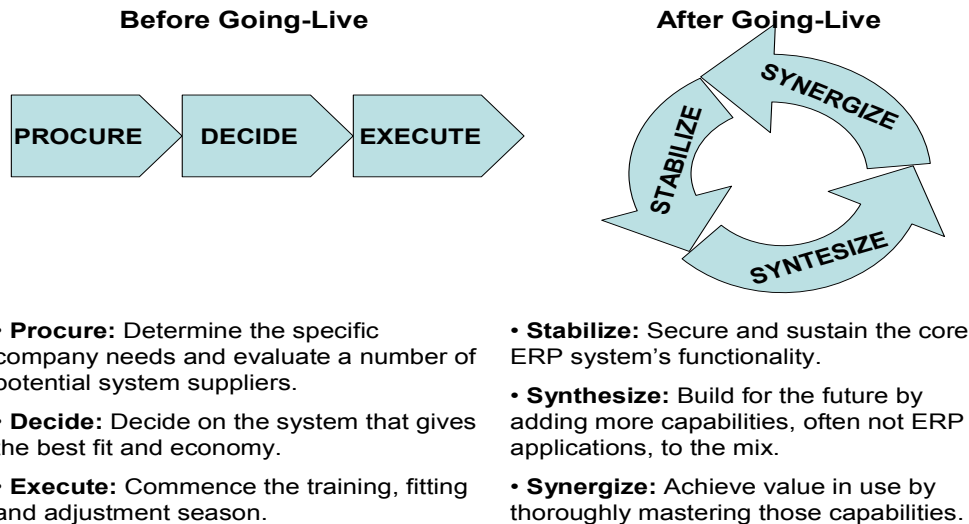 Before Going-Live
PROCURE
DECIDE
EXECUTE
• Procure: Determine the specific
company needs and evaluate a number of
potential system suppliers.
• Decide: Decide on the system that gives
the best fit and economy.
• Execute: Commence the training, fitting
and adjustment season.
After Going-Live
STABILIZE
SYNTESIZE
SYNERGIZE
• Stabilize: Secure and sustain the core
ERP system's functionality.
• Synthesize: Build for the future by
adding more capabilities, often not ERP
applications, to the mix.
• Synergize: Achieve value in use by
thoroughly mastering those capabilities.